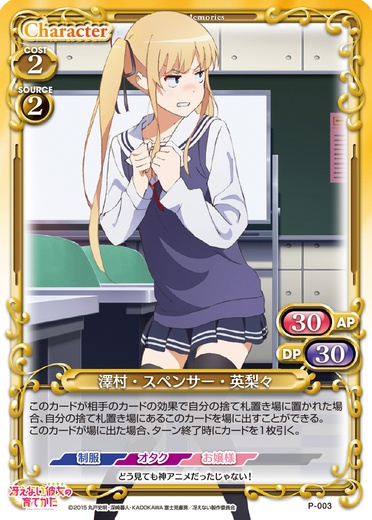 Character
Memories
COST
2
SOURCE
2
30 AP
DP 30
澤村・スペンサー・英梨々
このカードが相手のカードの効果で自分の捨て札置き場に置かれた場
合、自分の捨て札置き場にあるこのカードを場に出すことができる。
このカードが場に出た場合、ターン終了時にカードを1枚引く。
制服 オタク お嬢様
どう見ても神アニメだったじゃない!
冴えない彼女の
育てかた
P-003
©2015 丸戸史明・深崎暮人・KADOKAWA 富士見書房／冴えない製作委員会